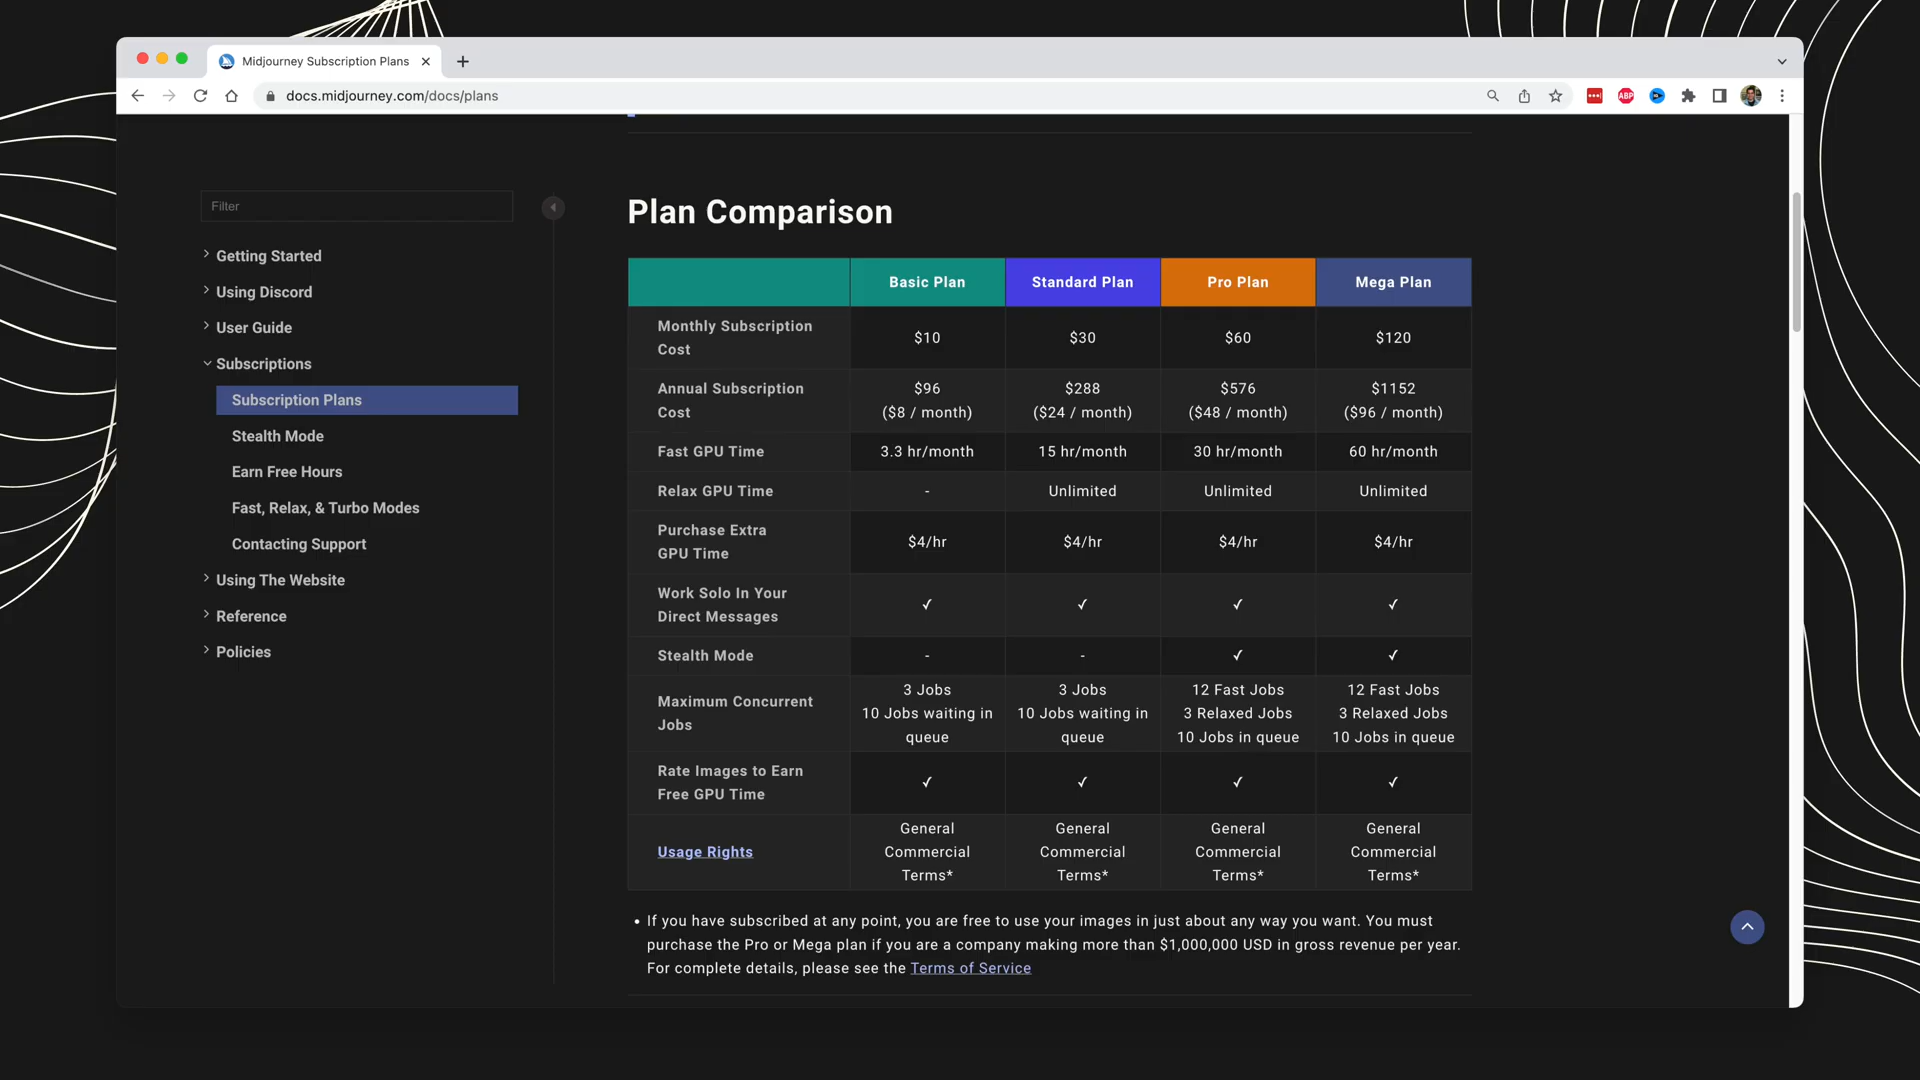 Midjourney Subscription Plans
docs.midjourney.com/docs/plans
ABP
Filter
Getting Started
Using Discord
User Guide
Subscriptions
Subscription Plans
Stealth Mode
Earn Free Hours
Fast, Relax, & Turbo Modes
Contacting Support
Using The Website
Reference
Policies
Plan Comparison
Basic Plan Standard Plan Pro Plan Mega Plan
Monthly Subscription
Cost
$10 $30 $60 $120
Annual Subscription
Cost
$96 $288 $576 $1152
($8 / month) ($24 / month) ($48 / month) ($96 / month)
Fast GPU Time 3.3 hr/month 15 hr/month 30 hr/month 60 hr/month
Relax GPU Time - Unlimited Unlimited Unlimited
Purchase Extra
GPU Time
$4/hr $4/hr $4/hr $4/hr
Work Solo In Your
Direct Messages
✓ ✓ ✓ ✓
Stealth Mode - - ✓ ✓
Maximum Concurrent
Jobs
3 Jobs
10 Jobs waiting in
queue
3 Jobs
10 Jobs waiting in
queue
12 Fast Jobs
3 Relaxed Jobs
10 Jobs in queue
12 Fast Jobs
3 Relaxed Jobs
10 Jobs in queue
Rate Images to Earn
Free GPU Time
✓ ✓ ✓ ✓
Usage Rights
General
Commercial
Terms*
General
Commercial
Terms*
General
Commercial
Terms*
General
Commercial
Terms*
• If you have subscribed at any point, you are free to use your images in just about any way you want. You must
purchase the Pro or Mega plan if you are a company making more than $1,000,000 USD in gross revenue per year.
For complete details, please see the Terms of Service